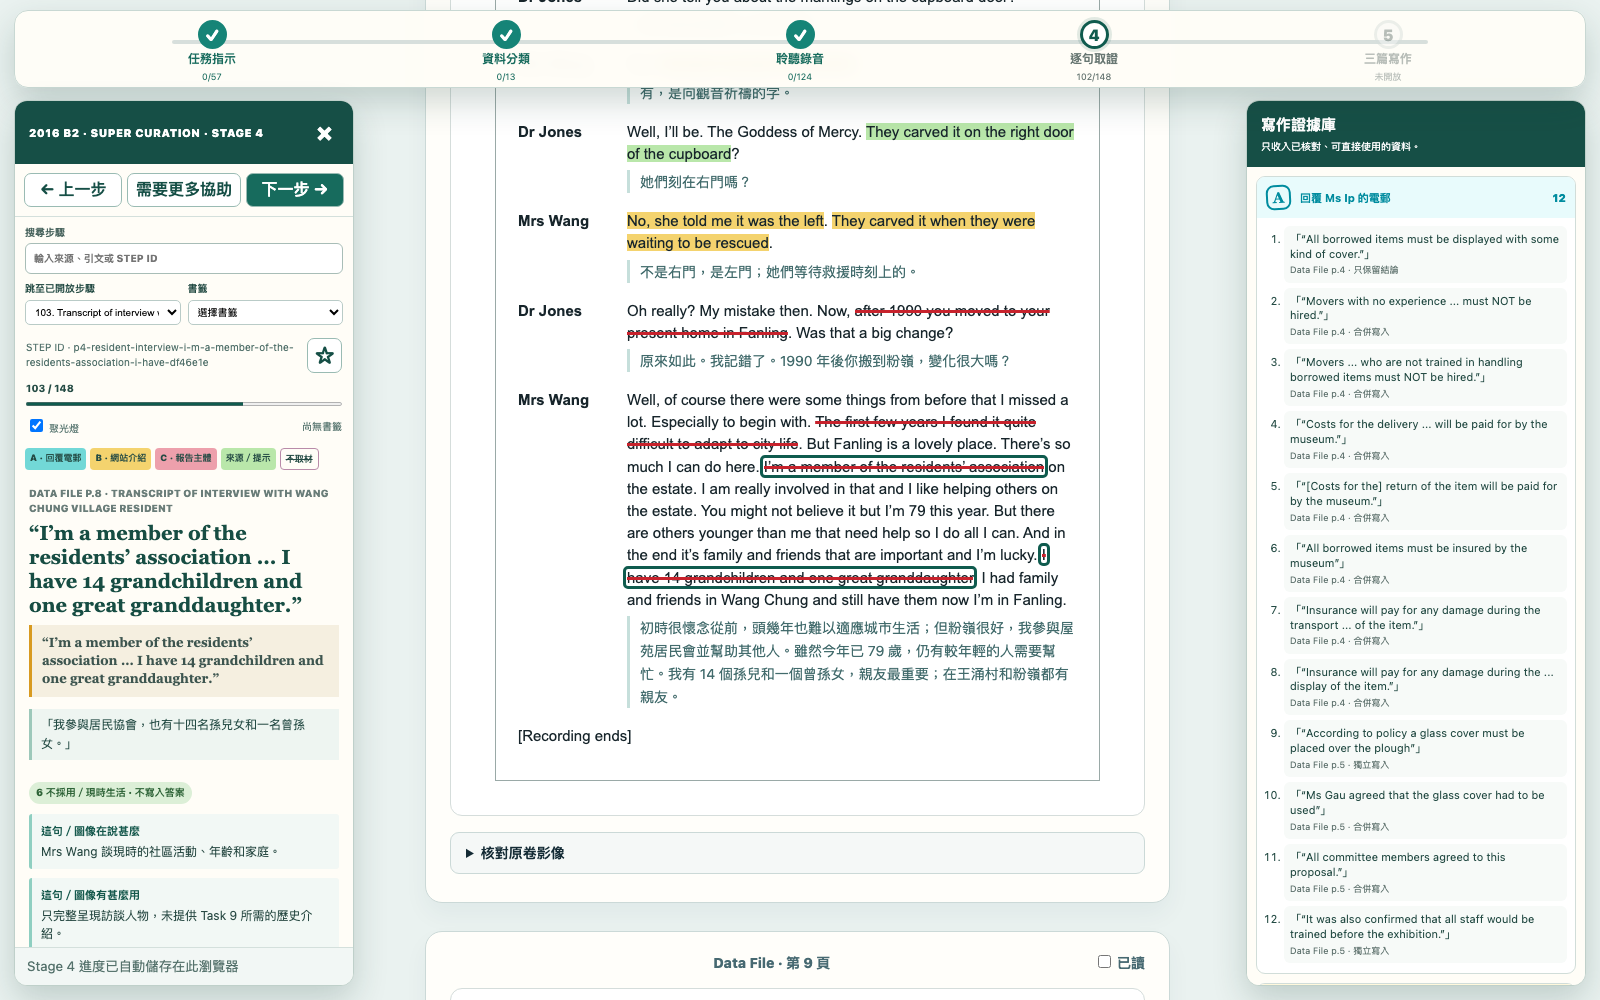 任務指示
0/57
資料分類
0/13
聆聽錄音
0/124
4
逐句取證
102/148
5
三篇寫作
未開放
2016 B2 · SUPER CURATION · STAGE 4
← 上一步
需要更多協助
下一步 →
搜尋步驟
輸入來源、引文或 STEP ID
跳至已開放步驟
書籤
103. Transcript of interview
選擇書籤
STEP ID · p4-resident-interview-i-m-a-member-of-the-
residents-association-i-have-df46e1e
103 / 148
聚光燈
尚無書籤
A · 回覆電郵
B · 網站介紹
C · 報告主體
來源 / 提示
不取材
DATA FILE P.8 · TRANSCRIPT OF INTERVIEW WITH WANG
CHUNG VILLAGE RESIDENT
“I’m a member of the
residents’ association … I
have 14 grandchildren and
one great granddaughter.”
“I’m a member of the residents’
association … I have 14 grandchildren and
one great granddaughter.”
「我參與居民協會，也有十四名孫兒女和一名曾孫
女。」
6 不採用 / 現時生活 · 不寫入答案
這句 / 圖像在說甚麼
Mrs Wang 談現時的社區活動、年齡和家庭。
這句 / 圖像有甚麼用
只完整呈現訪談人物，未提供 Task 9 所需的歷史介
紹。
Stage 4 進度已自動儲存在此瀏覽器
有，是向觀音祈禱的字。
Dr Jones
Well, I’ll be. The Goddess of Mercy. They carved it on the right door
of the cupboard?
她們刻在右門嗎？
Mrs Wang
No, she told me it was the left. They carved it when they were
waiting to be rescued.
不是右門，是左門；她們等待救援時刻上的。
Dr Jones
Oh really? My mistake then. Now, after 1990 you moved to your
present home in Fanling. Was that a big change?
原來如此。我記錯了。1990 年後你搬到粉嶺，變化很大嗎？
Mrs Wang
Well, of course there were some things from before that I missed a
lot. Especially to begin with. The first few years I found it quite
difficult to adapt to city life. But Fanling is a lovely place. There’s so
much I can do here. I’m a member of the residents’ association on
the estate. I am really involved in that and I like helping others on
the estate. You might not believe it but I’m 79 this year. But there
are others younger than me that need help so I do all I can. And in
the end it’s family and friends that are important and I’m lucky. I
have 14 grandchildren and one great granddaughter. I had family
and friends in Wang Chung and still have them now I’m in Fanling.
初時很懷念從前，頭幾年也難以適應城市生活；但粉嶺很好，我參與屋
苑居民會並幫助其他人。雖然今年已 79 歲，仍有較年輕的人需要幫
忙。我有 14 個孫兒和一個曾孫女，親友最重要；在王涌村和粉嶺都有
親友。
[Recording ends]
▶ 核對原卷影像
Data File · 第 9 頁
已讀
寫作證據庫
只收入已核對、可直接使用的資料。
A
回覆 Ms Ip 的電郵
12
1. 「“All borrowed items must be displayed with some
kind of cover.”」
Data File p.4 · 只保留結論
2. 「“Movers with no experience … must NOT be
hired.”」
Data File p.4 · 合併寫入
3. 「“Movers … who are not trained in handling
borrowed items must NOT be hired.”」
Data File p.4 · 合併寫入
4. 「“Costs for the delivery … will be paid for by the
museum.”」
Data File p.4 · 合併寫入
5. 「“[Costs for the] return of the item will be paid for
by the museum.”」
Data File p.4 · 合併寫入
6. 「“All borrowed items must be insured by the
museum”」
Data File p.4 · 合併寫入
7. 「“Insurance will pay for any damage during the
transport … of the item.”」
Data File p.4 · 合併寫入
8. 「“Insurance will pay for any damage during the …
display of the item.”」
Data File p.4 · 合併寫入
9. 「“According to policy a glass cover must be
placed over the plough”」
Data File p.5 · 獨立寫入
10. 「“Ms Gau agreed that the glass cover had to be
used”」
Data File p.5 · 合併寫入
11. 「“All committee members agreed to this
proposal.”」
Data File p.5 · 合併寫入
12. 「“It was also confirmed that all staff would be
trained before the exhibition.”」
Data File p.5 · 獨立寫入